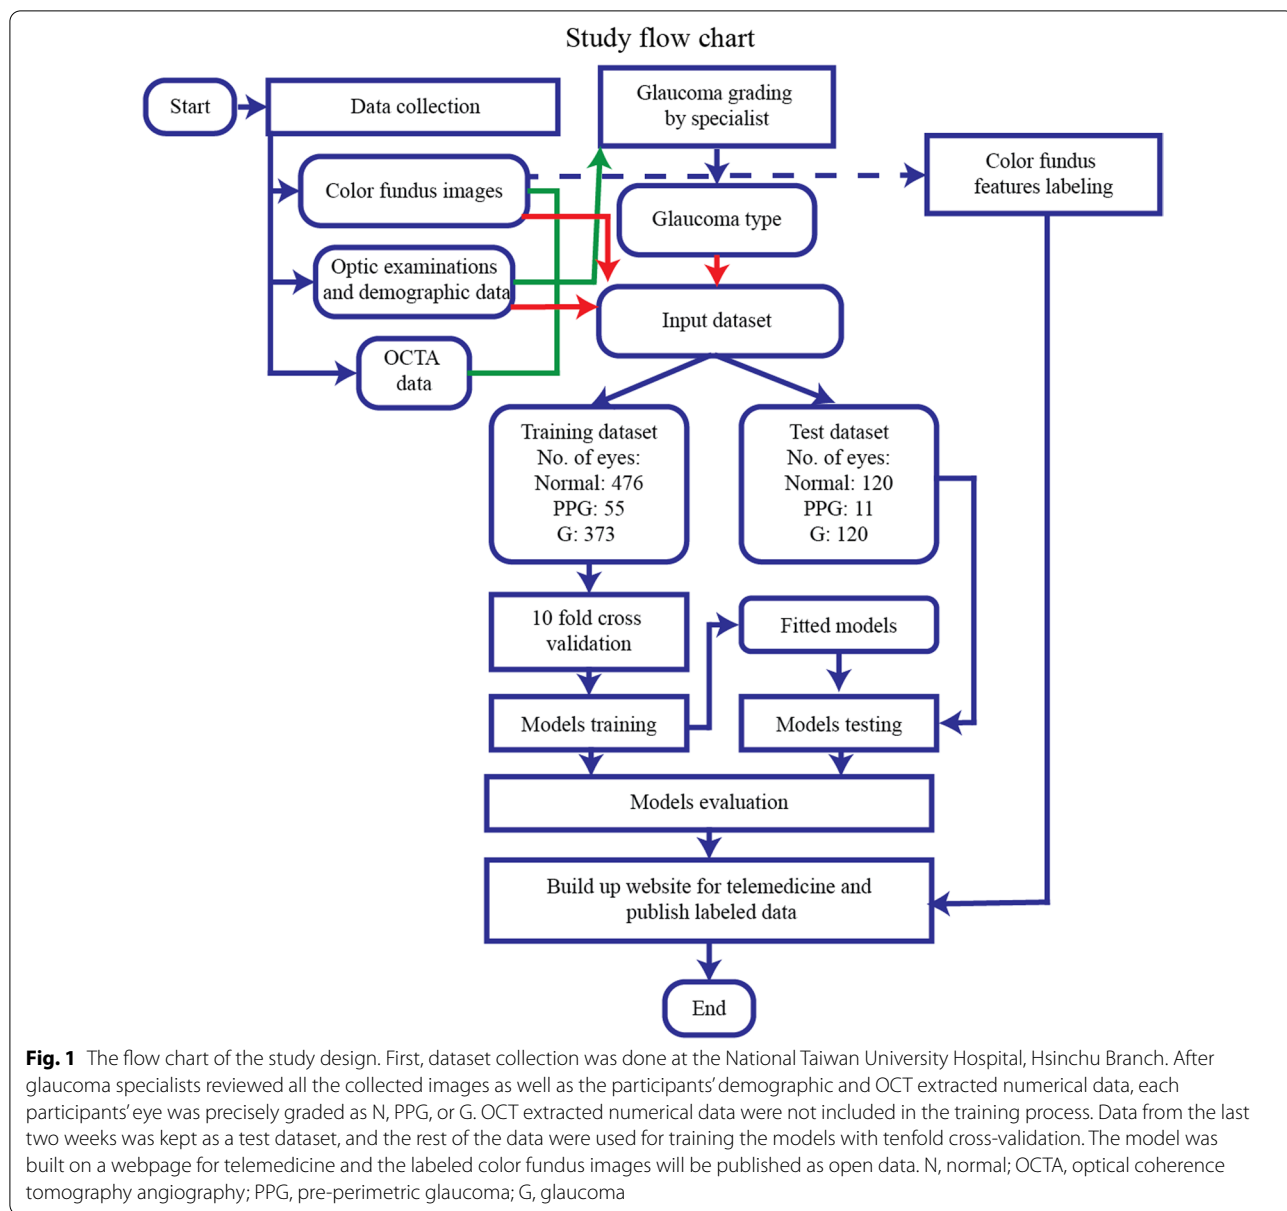 Study flow chart
Start
Data collection
Glaucoma grading
by specialist
Color fundus
features labeling
Color fundus images
Glaucoma type
Optic examinations
and demographic data
Input dataset
OCTA
data
Training dataset
No. of eyes:
Normal: 476
PPG: 55
G: 373
Test dataset
No. of eyes:
Normal: 120
PPG: 11
G: 120
10 fold cross
validation
Fitted models
Models training
Models testing
Models evaluation
Build up website for telemedicine and
publish labeled data
End
Fig. 1 The flow chart of the study design. First, dataset collection was done at the National Taiwan University Hospital, Hsinchu Branch. After
glaucoma specialists reviewed all the collected images as well as the participants' demographic and OCT extracted numerical data, each
participants' eye was precisely graded as N, PPG, or G. OCT extracted numerical data were not included in the training process. Data from the last
two weeks was kept as a test dataset, and the rest of the data were used for training the models with tenfold cross-validation. The model was
built on a webpage for telemedicine and the labeled color fundus images will be published as open data. N, normal; OCTA, optical coherence
tomography angiography; PPG, pre-perimetric glaucoma; G, glaucoma